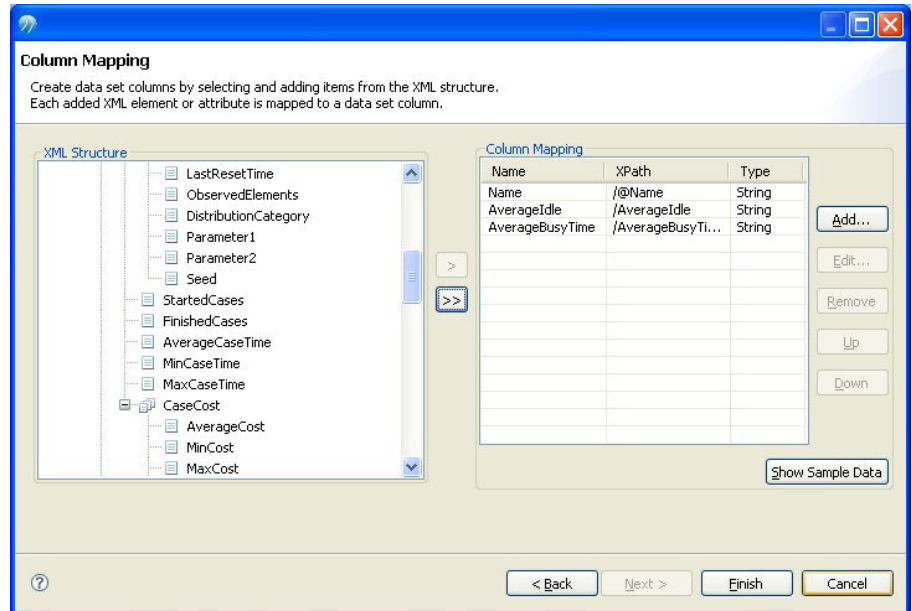 Column Mapping
Create data set columns by selecting and adding items from the XML structure.
Each added XML element or attribute is mapped to a data set column.
XML Structure
LastResetTime
ObservedElements
DistributionCategory
Parameter1
Parameter2
Seed
StartedCases
FinishedCases
AverageCaseTime
MinCaseTime
MaxCaseTime
CaseCost
AverageCost
MinCost
MaxCost
>
>>
Column Mapping
Name XPath Type
Name /@Name String
AverageIdle /AverageIdle String
AverageBusyTime /AverageBusyTi... String
Add...
Edit...
Remove
Up
Down
Show Sample Data
?
< Back Next > Finish Cancel